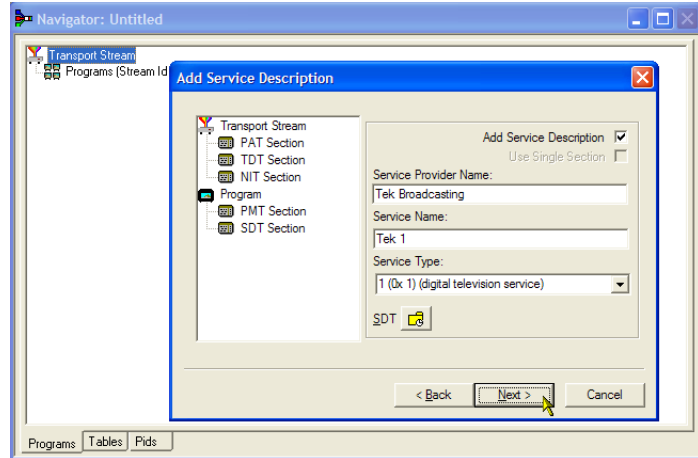 Navigator: Untitled
Transport Stream
Programs (Stream Id
Add Service Description
Transport Stream
PAT Section
TDT Section
NIT Section
Program
PMT Section
SDT Section
Add Service Description
Use Single Section
Service Provider Name:
Tek Broadcasting
Service Name:
Tek 1
Service Type:
1 (0x 1) (digital television service)
SDT
< Back
Next >
Cancel
Programs
Tables
Pids